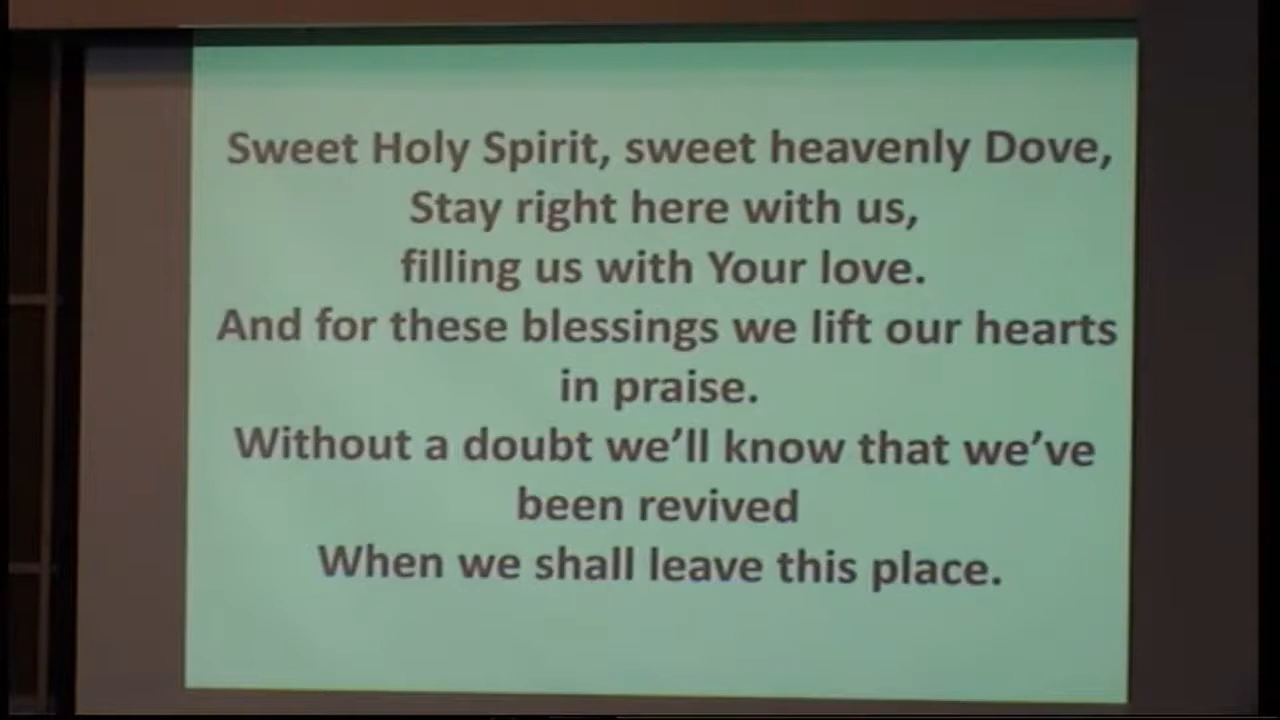 Sweet Holy Spirit, sweet heavenly Dove,
Stay right here with us,
filling us with Your love.
And for these blessings we lift our hearts
in praise.
Without a doubt we’ll know that we’ve
been revived
When we shall leave this place.